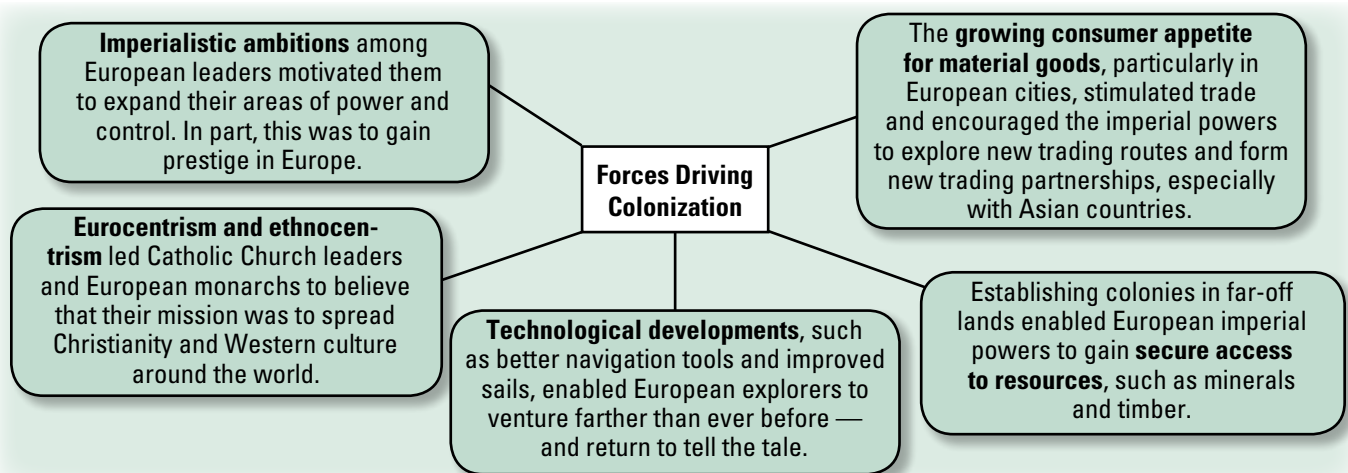 Imperialistic ambitions among
European leaders motivated them
to expand their areas of power and
control. In part, this was to gain
prestige in Europe.
The growing consumer appetite
for material goods, particularly in
European cities, stimulated trade
and encouraged the imperial powers
to explore new trading routes and form
new trading partnerships, especially
with Asian countries.
Forces Driving
Colonization
Eurocentrism and ethnocen-
trism led Catholic Church leaders
and European monarchs to believe
that their mission was to spread
Christianity and Western culture
around the world.
Technological developments, such
as better navigation tools and improved
sails, enabled European explorers to
venture farther than ever before —
and return to tell the tale.
Establishing colonies in far-off
lands enabled European imperial
powers to gain secure access
to resources, such as minerals
and timber.